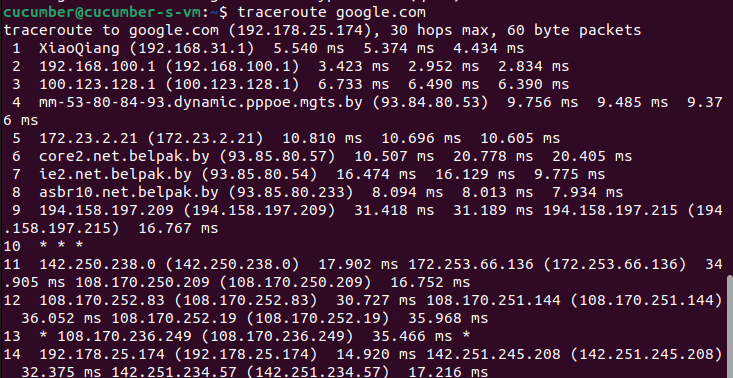 cucumber@cucumber-s-vm:~$ traceroute google.com
traceroute to google.com (192.178.25.174), 30 hops max, 60 byte packets
 1  XiaoQiang (192.168.31.1)  5.540 ms  5.374 ms  4.434 ms
 2  192.168.100.1 (192.168.100.1)  3.423 ms  2.952 ms  2.834 ms
 3  100.123.128.1 (100.123.128.1)  6.733 ms  6.490 ms  6.390 ms
 4  mm-53-80-84-93.dynamic.pppoe.mgts.by (93.84.80.53)  9.756 ms  9.485 ms  9.37
6 ms
 5  172.23.2.21 (172.23.2.21)  10.810 ms  10.696 ms  10.605 ms
 6  core2.net.belpak.by (93.85.80.57)  10.507 ms  20.778 ms  20.405 ms
 7  ie2.net.belpak.by (93.85.80.54)  16.474 ms  16.129 ms  9.775 ms
 8  asbr10.net.belpak.by (93.85.80.233)  8.094 ms  8.013 ms  7.934 ms
 9  194.158.197.209 (194.158.197.209)  31.418 ms  31.189 ms 194.158.197.215 (194
.158.197.215)  16.767 ms
10  * * *
11  142.250.238.0 (142.250.238.0)  17.902 ms 172.253.66.136 (172.253.66.136)  34
.905 ms 108.170.250.209 (108.170.250.209)  16.752 ms
12  108.170.252.83 (108.170.252.83)  30.727 ms 108.170.251.144 (108.170.251.144)
  36.052 ms 108.170.252.19 (108.170.252.19)  35.968 ms
13  * 108.170.236.249 (108.170.236.249)  35.466 ms *
14  192.178.25.174 (192.178.25.174)  14.920 ms 142.251.245.208 (142.251.245.208)
  32.375 ms 142.251.234.57 (142.251.234.57)  17.216 ms